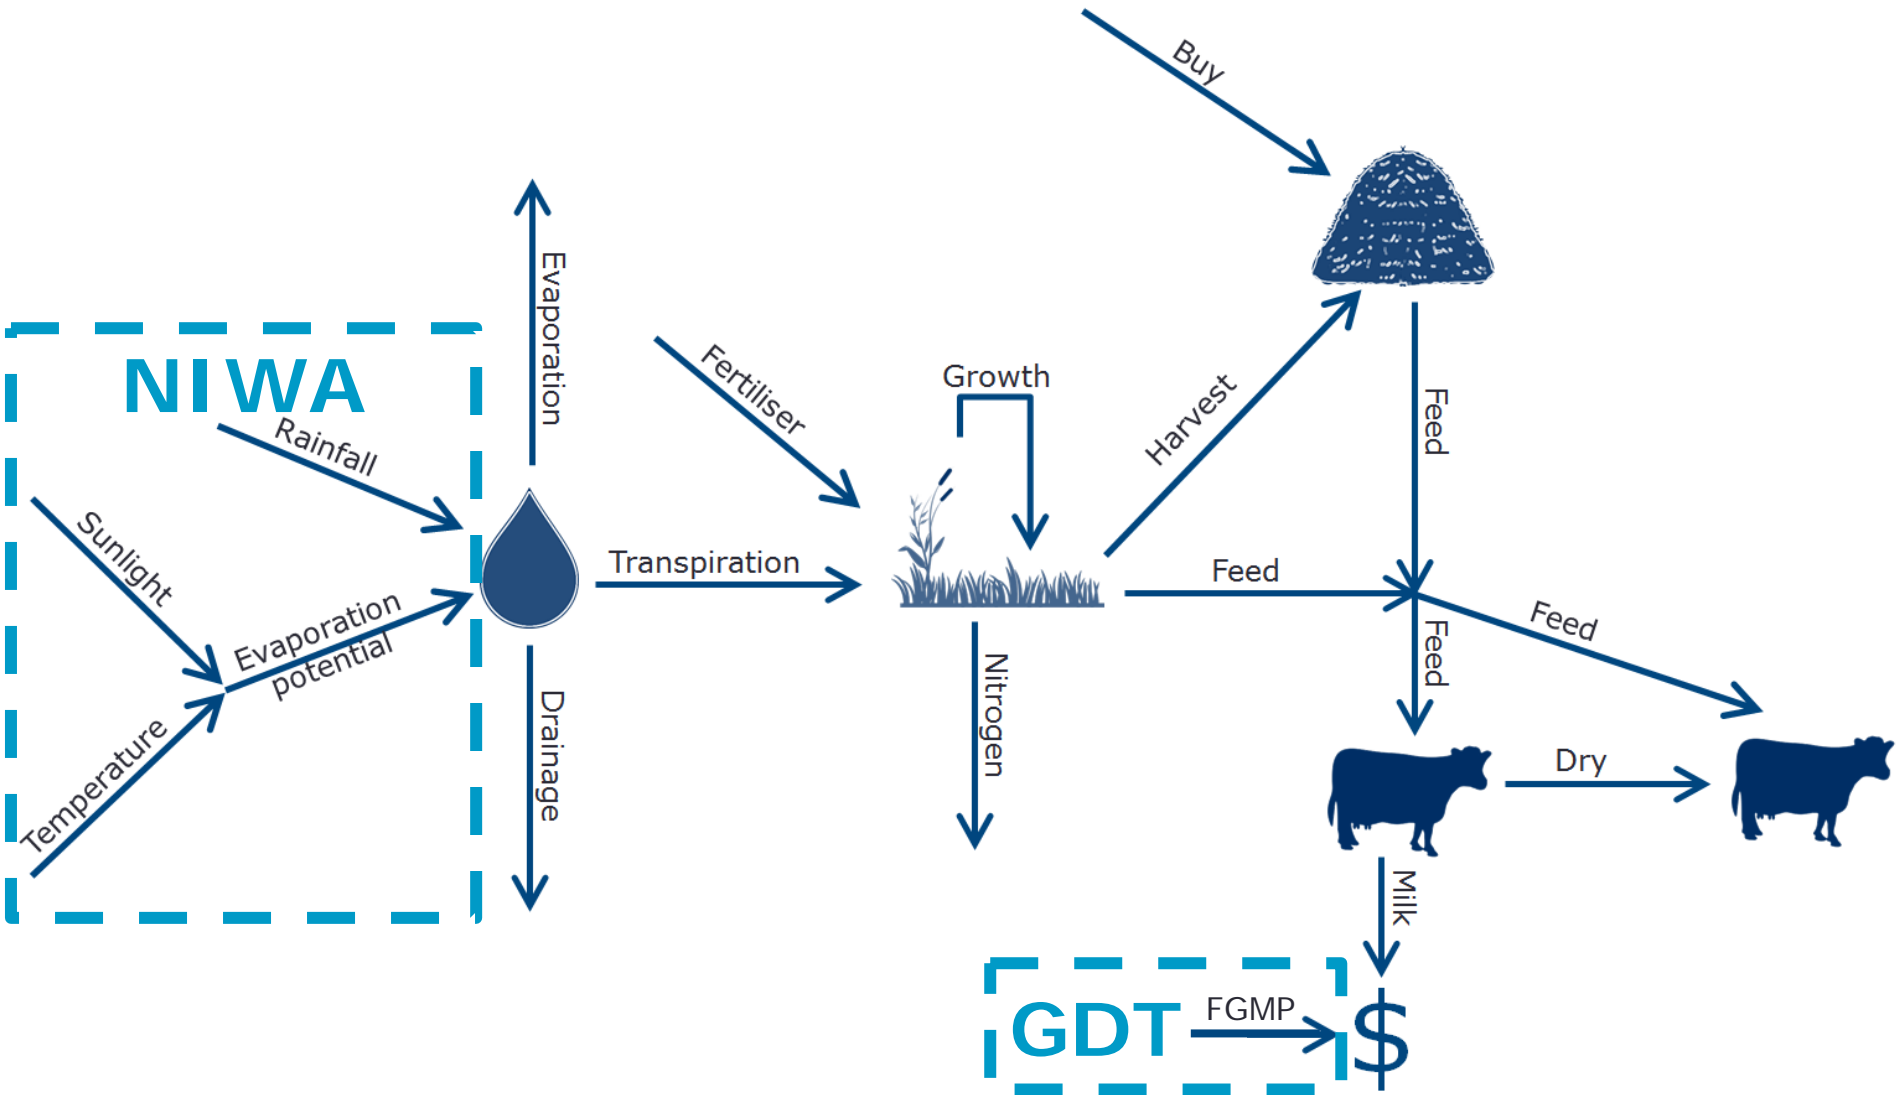 Buy
Evaporation
NIWA
Rainfall
Sunlight
Evaporation
potential
Temperature
Drainage
Fertiliser
Transpiration
Growth
Harvest
Feed
Feed
Feed
Feed
Nitrogen
Dry
Milk
GDT
FGMP
$